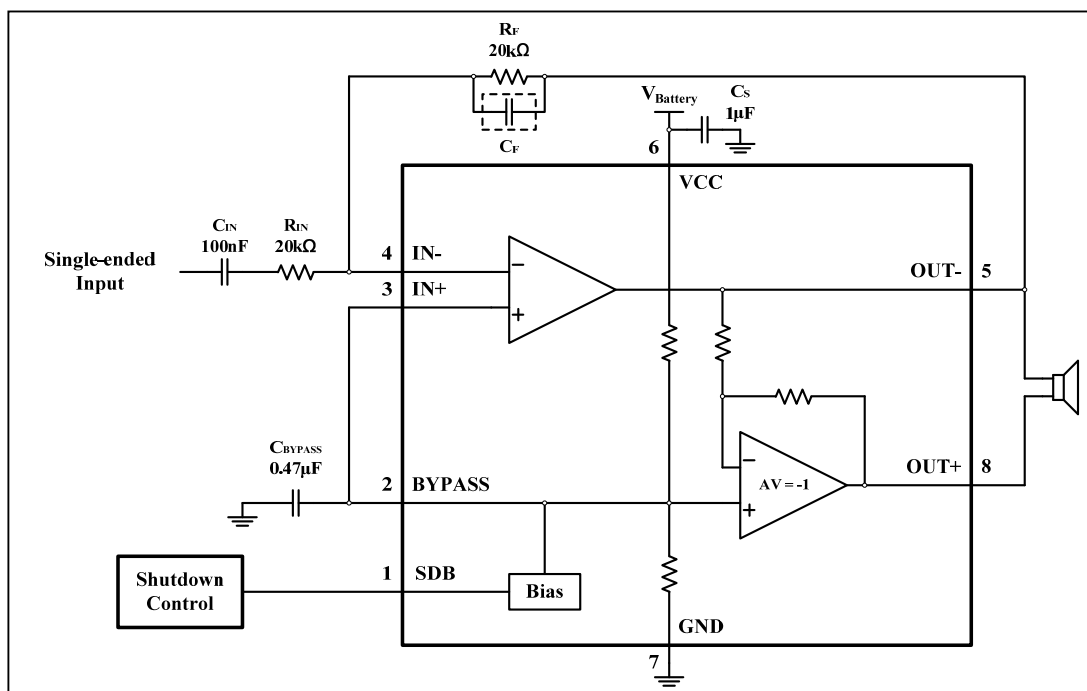 RF
20kΩ
CF
VBattery
CS
1μF
6
VCC
CIN
100nF
RIN
20kΩ
Single-ended
Input
4 IN-
3 IN+
OUT- 5
CBYPASS
0.47μF
2 BYPASS
AV = -1
OUT+ 8
1 SDB
Shutdown
Control
Bias
GND
7